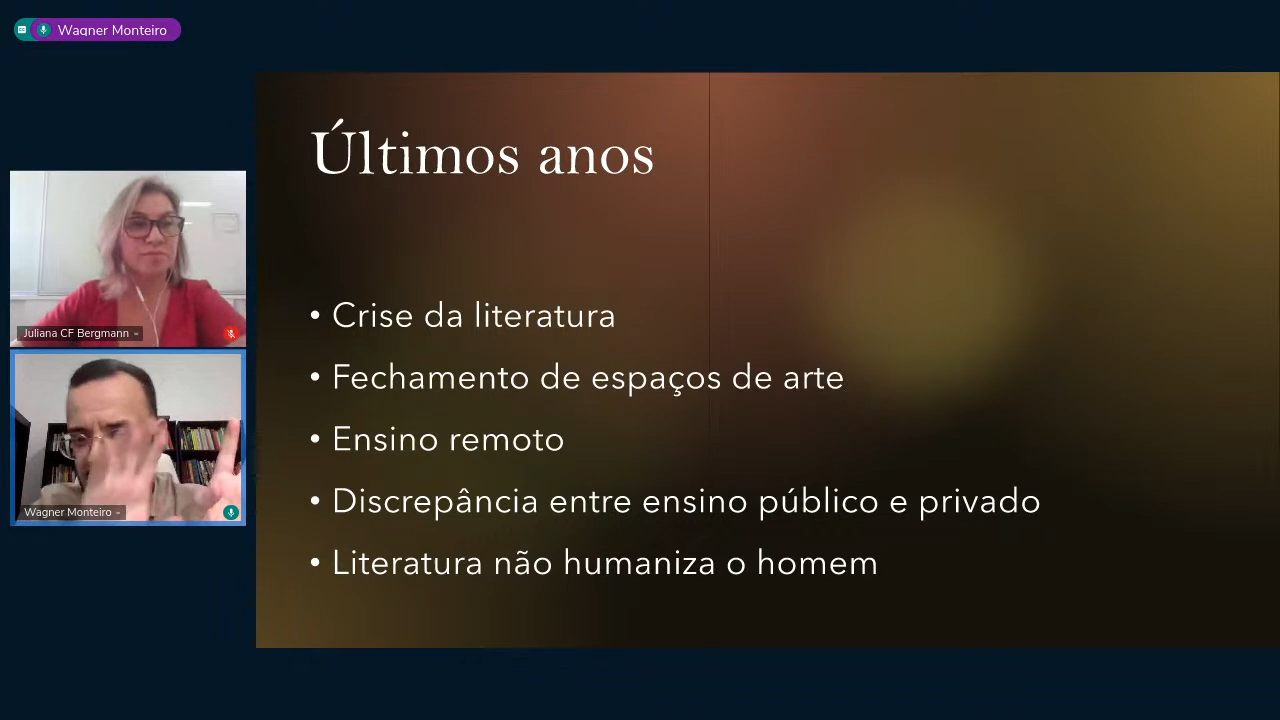 Wagner Monteiro
Últimos anos
• Crise da literatura
• Fechamento de espaços de arte
• Ensino remoto
• Discrepância entre ensino público e privado
• Literatura não humaniza o homem
Juliana CF Bergmann
Wagner Monteiro